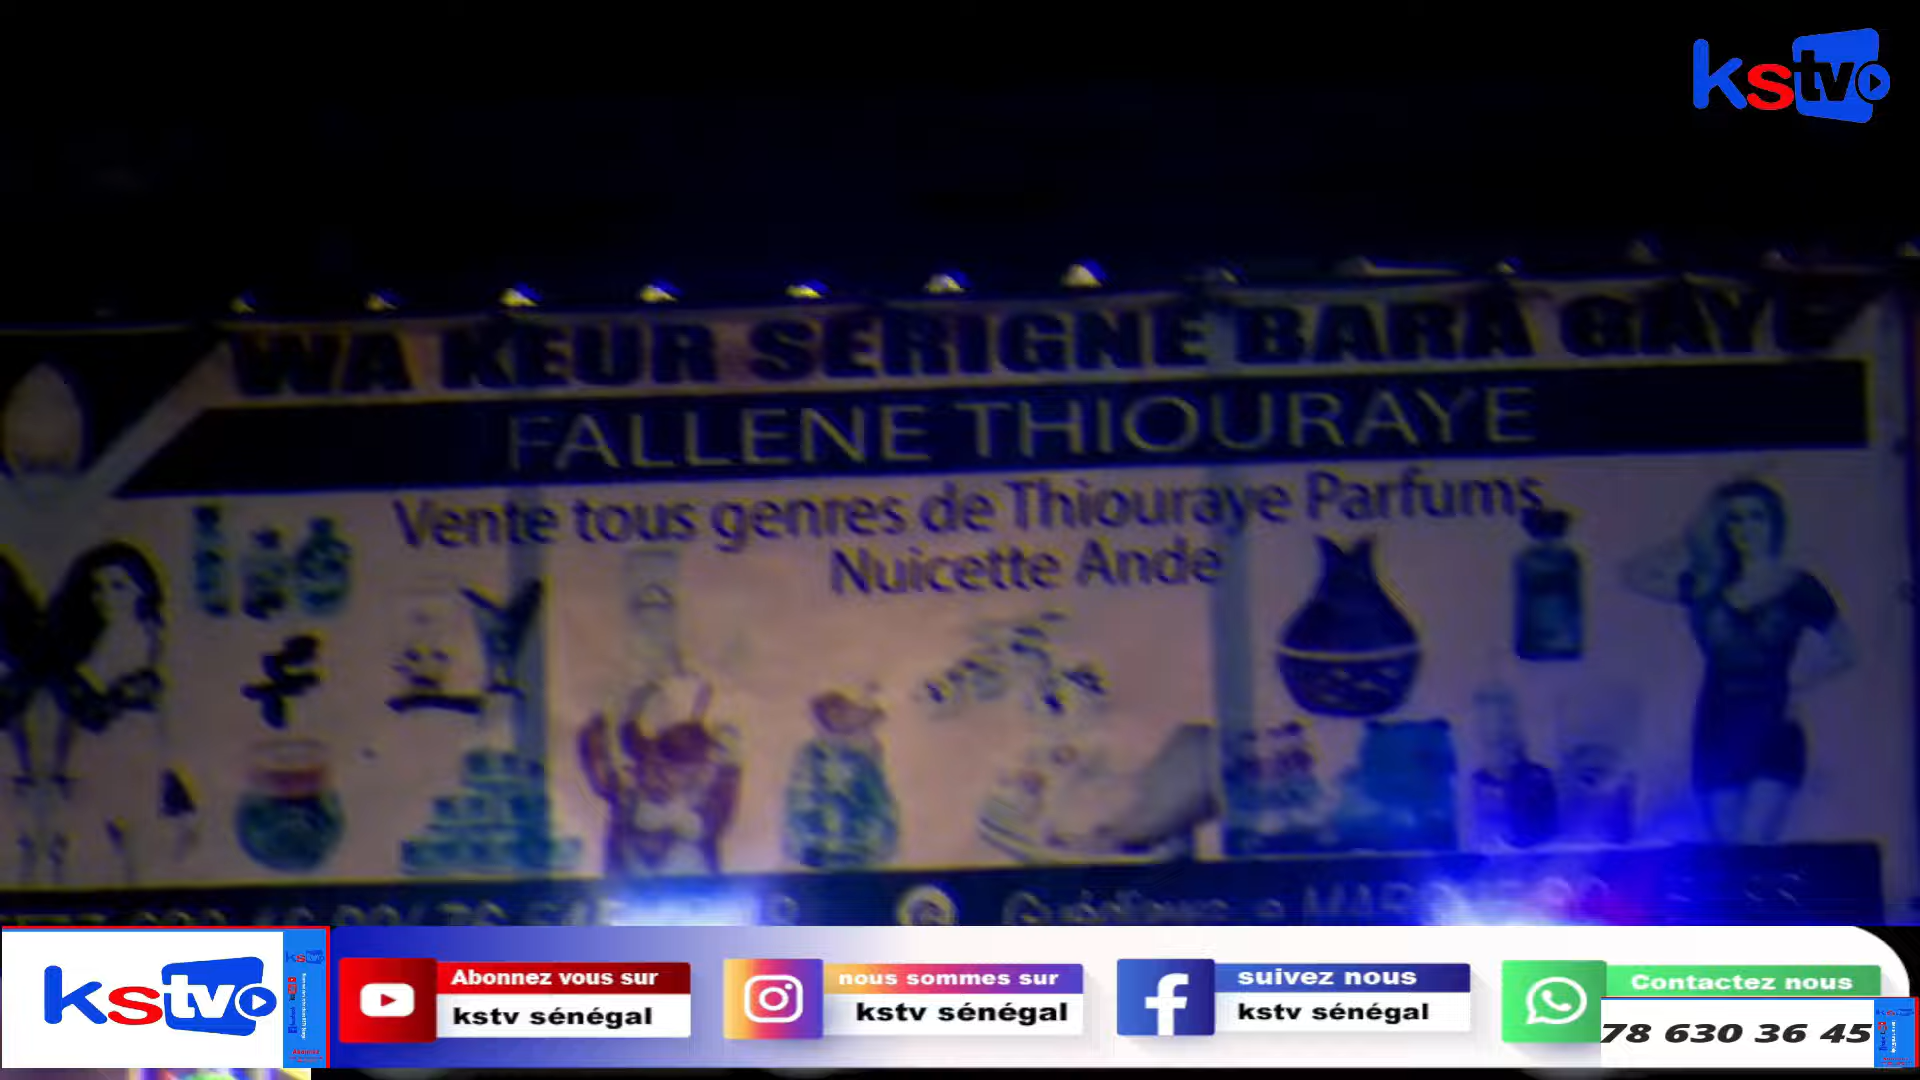 kstv
WA KEUR SERIGNE BARA GAYE
FALLENE THIOURAYE
Vente tous genres de Thiouraye Parfums
Nuicette Ande
kstv
Abonnez vous sur
kstv sénégal
nous sommes sur
kstv sénégal
suivez nous
kstv sénégal
Contactez nous
78 630 36 45